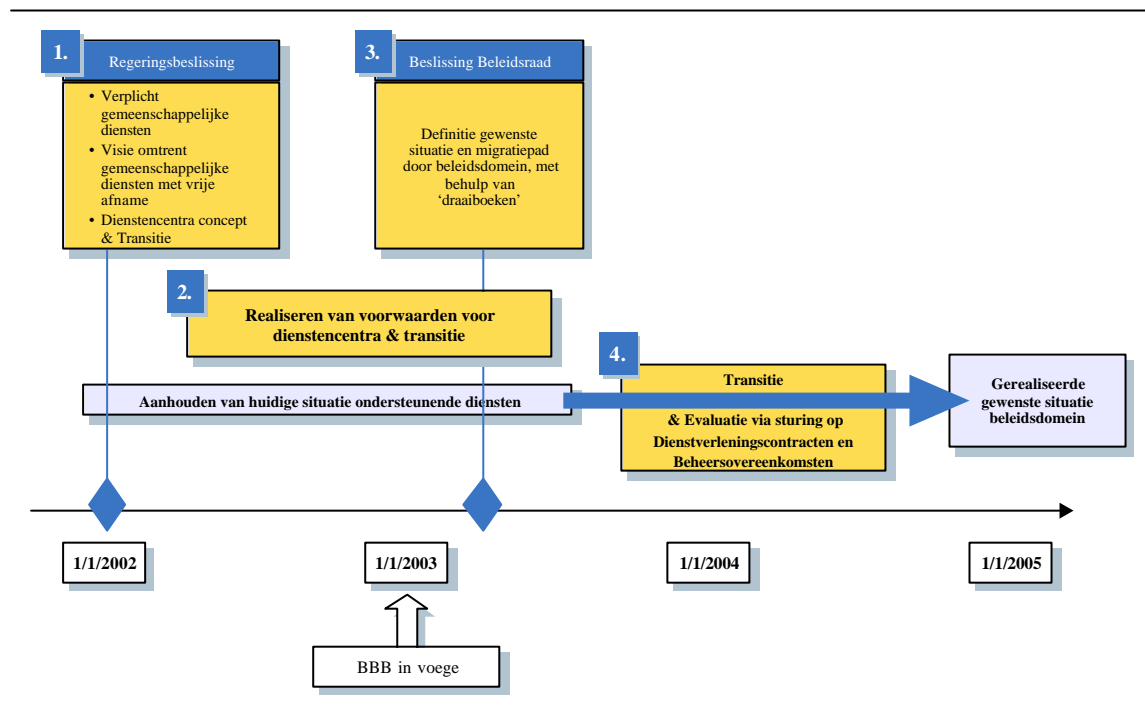 1.
Regeringsbeslissing
• Verplicht
gemeenschappelijke
diensten
• Visie omtrent
gemeenschappelijke
diensten met vrije
afname
• Dienstencentra concept
& Transitie
3.
Beslissing Beleidsraad
Definitie gewenste
situatie en migratiepad
door beleidsdomein, met
behulp van
‘draaiboeken’
2.
Realiseren van voorwaarden voor
dienstencentra & transitie
4.
Aanhouden van huidige situatie ondersteunende diensten
Transitie
& Evaluatie via sturing op
Dienstverleningscontracten en
Beheersovereenkomsten
Gerealiseerde
gewenste situatie
beleidsdomein
1/1/2002
1/1/2003
1/1/2004
1/1/2005
BBB in voege